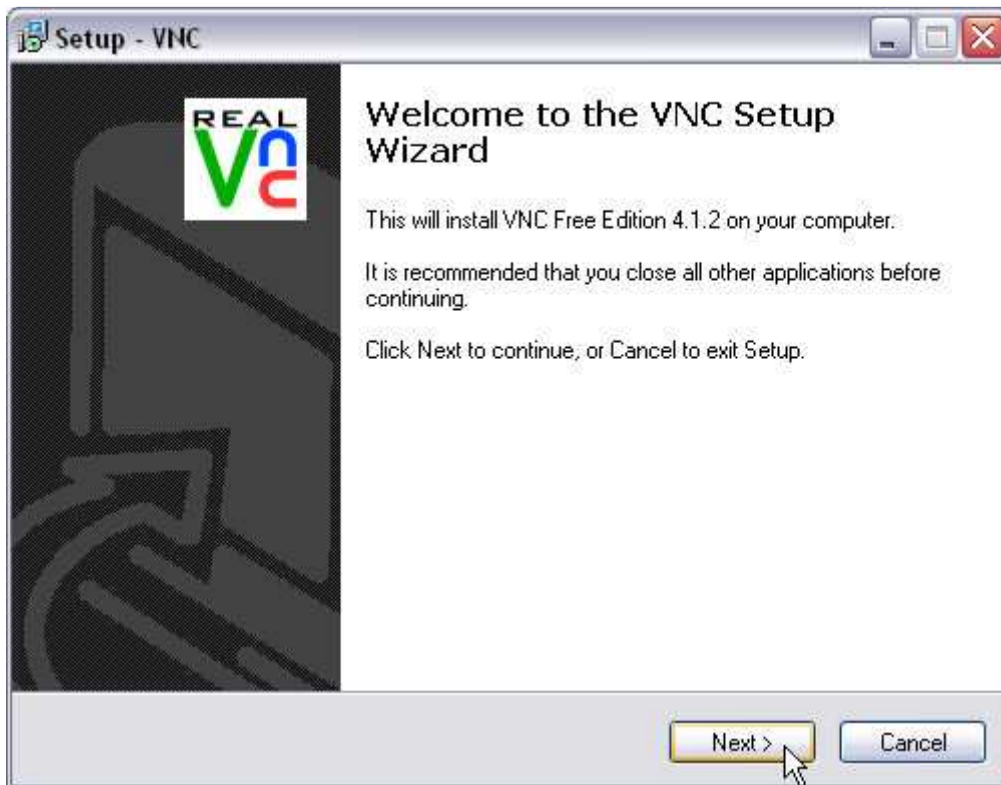 Setup - VNC
REAL
Vnc
Welcome to the VNC Setup
Wizard
This will install VNC Free Edition 4.1.2 on your computer.
It is recommended that you close all other applications before
continuing.
Click Next to continue, or Cancel to exit Setup.
Next >
Cancel